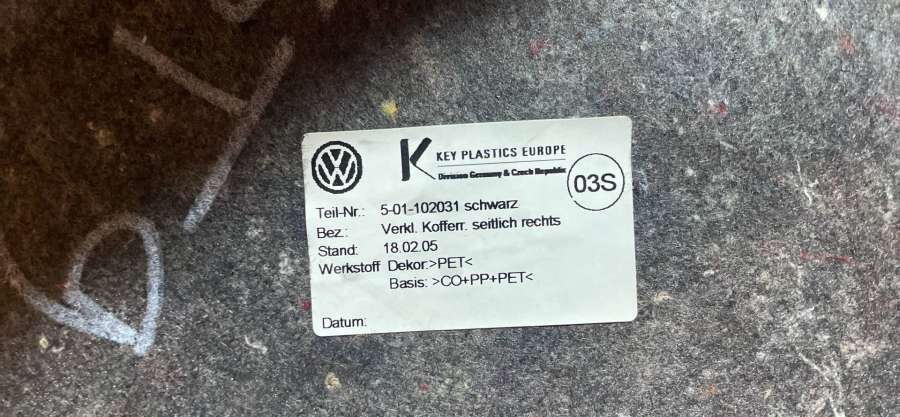 KEY PLASTICS EUROPE
Division Germany & Czech Republic
03S
Teil-Nr.: 5-01-102031 schwarz
Bez.: Verkl. Kofferr. seitlich rechts
Stand: 18.02.05
Werkstoff Dekor:>PET<
Basis: >CO+PP+PET<
Datum: